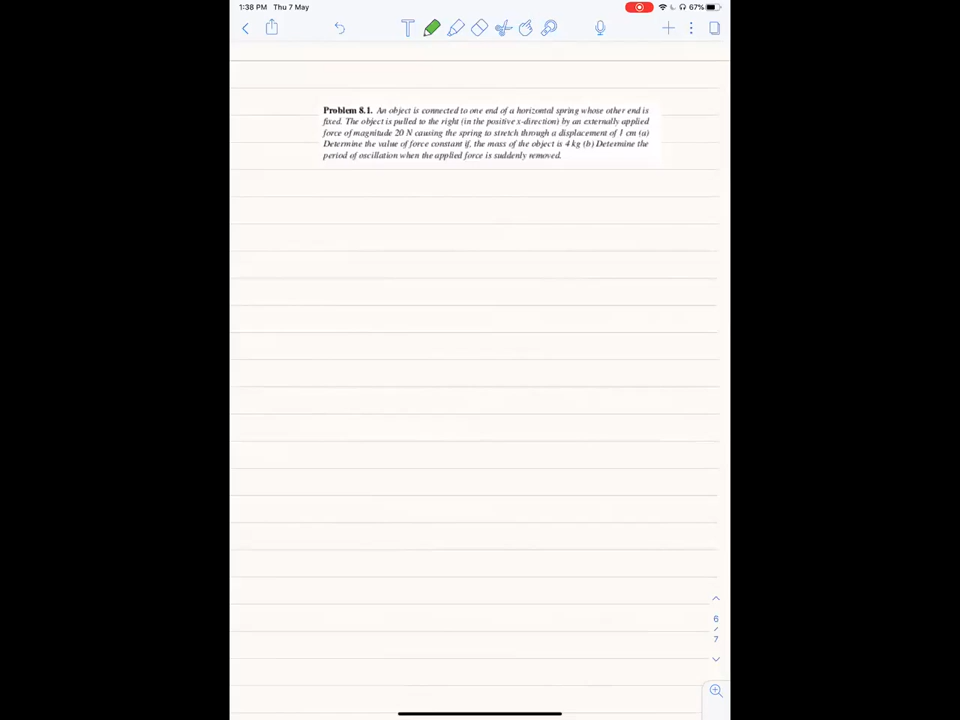 1:38 PM Thu 7 May 67%
T
Problem 8.1. An object is connected to one end of a horizontal spring whose other end is
fixed. The object is pulled to the right (in the positive x-direction) by an externally applied
force of magnitude 20 N causing the spring to stretch through a displacement of 1 cm (a)
Determine the value of force constant if, the mass of the object is 4 kg (b) Determine the
period of oscillation when the applied force is suddenly removed.
6
/
7